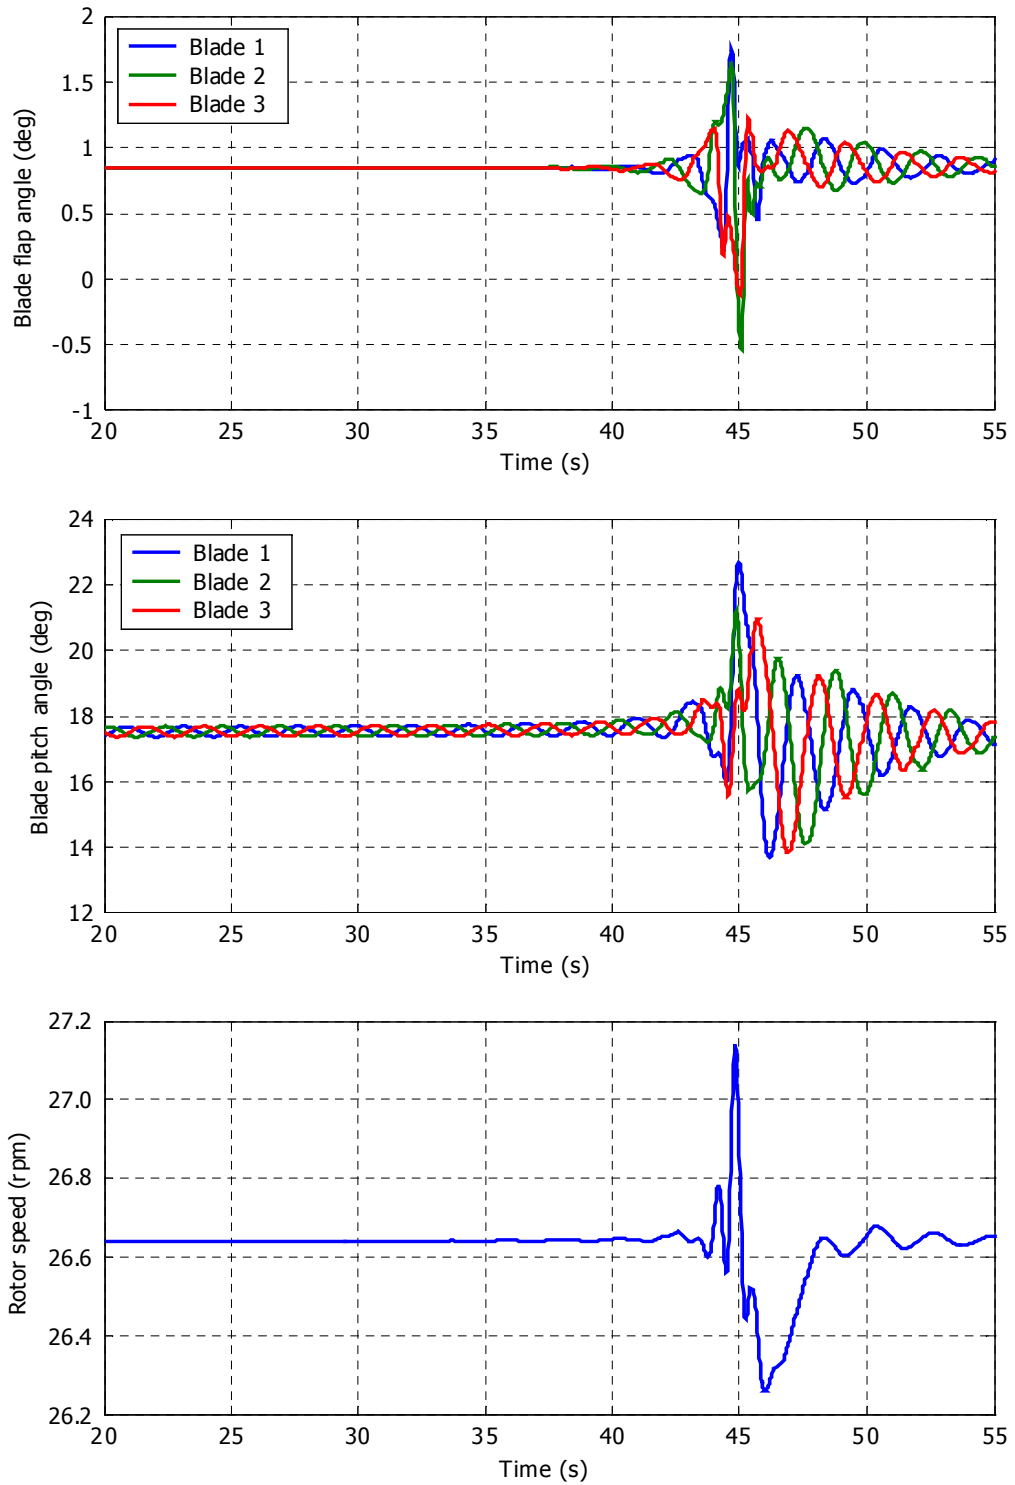 Blade flap angle (deg)
2
1.5
1
0.5
0
-0.5
-1
Blade 1
Blade 2
Blade 3
20 25 30 35 40 45 50 55
Time (s)
Blade pitch angle (deg)
24
22
20
18
16
14
12
Blade 1
Blade 2
Blade 3
20 25 30 35 40 45 50 55
Time (s)
Rotor speed (rpm)
27.2
27.0
26.8
26.6
26.4
26.2
20 25 30 35 40 45 50 55
Time (s)